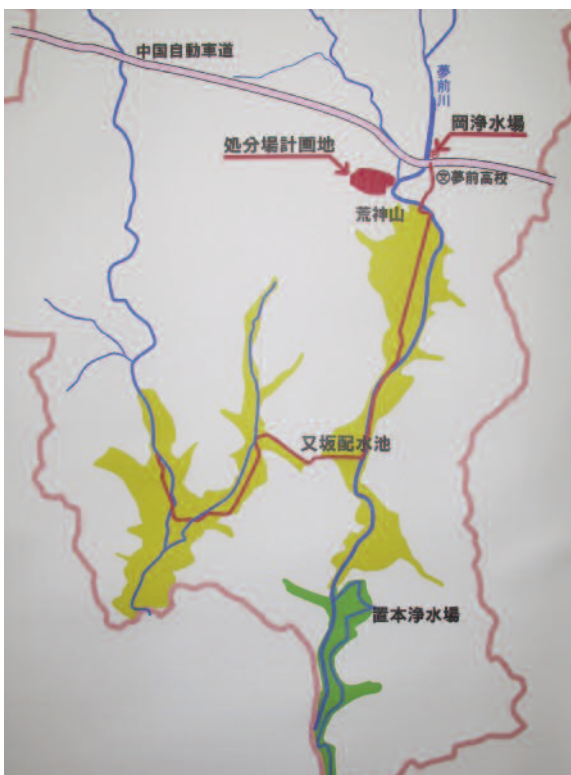 中国自動車道
夢前川
岡浄水場
処分場計画地
文夢前高校
荒神山
又坂配水池
置本浄水場